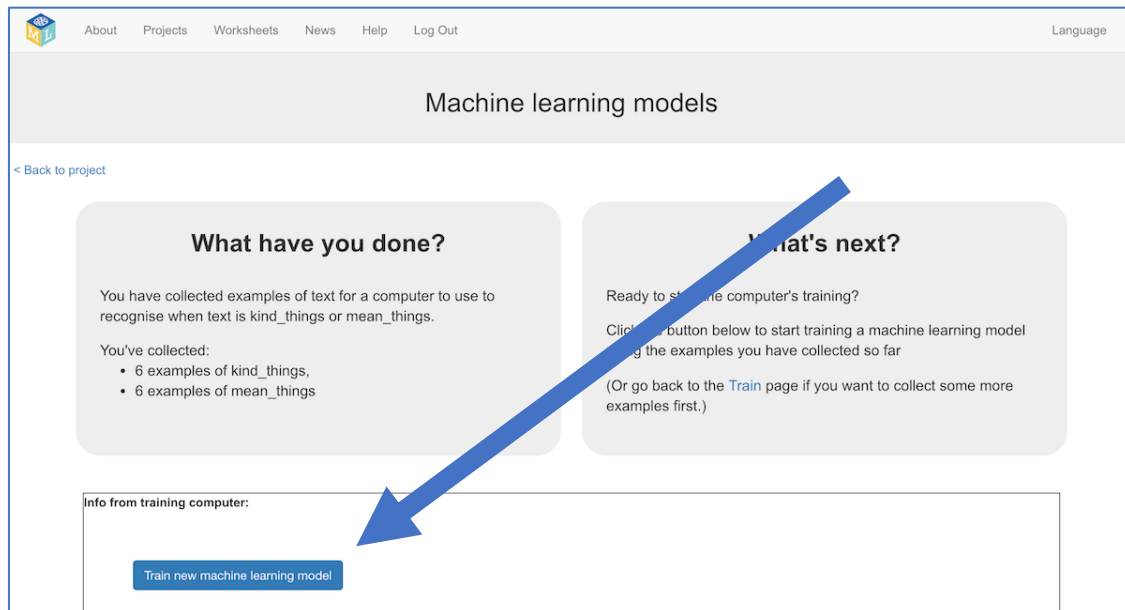 About Projects Worksheets News Help Log Out Language
Machine learning models
< Back to project
What have you done?
You have collected examples of text for a computer to use to
recognise when text is kind_things or mean_things.
You've collected:
• 6 examples of kind_things,
• 6 examples of mean_things
What's next?
Ready to the computer's training?
Click button below to start training a machine learning model
the examples you have collected so far
(Or go back to the Train page if you want to collect some more
examples first.)
Info from training computer:
Train new machine learning model